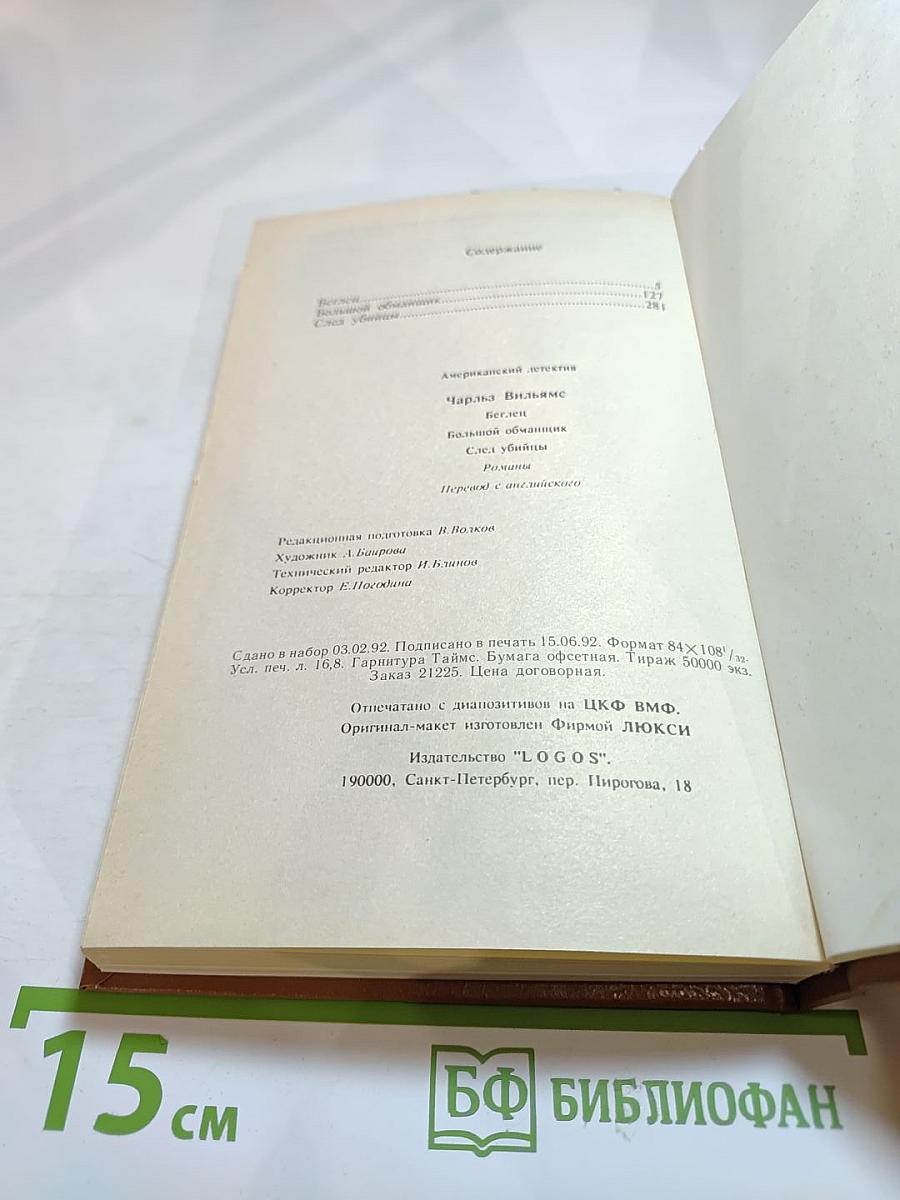 Содержание
Беглец........5
Большой обманщик........127
След убийцы........281
Американский детектив
Чарльз Вильямс
Беглец
Большой обманщик
След убийцы
Романы
Перевод с английского
Редакционная подготовка В.Волков
Художник А.Баирова
Технический редактор И.Блинов
Корректор Е.Погодина
Сдано в набор 03.02.92. Подписано в печать 15.06.92. Формат 84×108¹/₃₂.
Усл. печ. л. 16,8. Гарнитура Таймс. Бумага офсетная. Тираж 50000 экз.
Заказ 21225. Цена договорная.
Отпечатано с диапозитивов на ЦКФ ВМФ.
Оригинал-макет изготовлен Фирмой ЛЮКСИ
Издательство "L O G O S".
190000, Санкт-Петербург, пер. Пирогова, 18
15 см
БФ БИБЛИОФАН